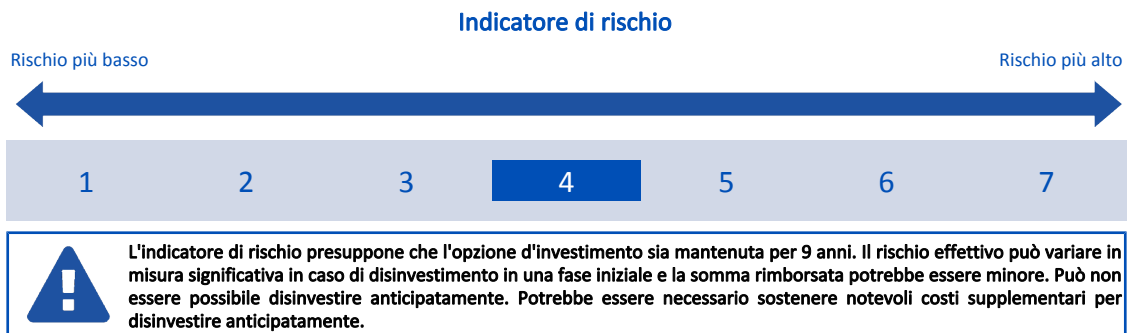 Indicatore di rischio
Rischio più basso Rischio più alto
1 2 3 4 5 6 7
L'indicatore di rischio presuppone che l'opzione d'investimento sia mantenuta per 9 anni. Il rischio effettivo può variare in
misura significativa in caso di disinvestimento in una fase iniziale e la somma rimborsata potrebbe essere minore. Può non
essere possibile disinvestire anticipatamente. Potrebbe essere necessario sostenere notevoli costi supplementari per
disinvestire anticipatamente.